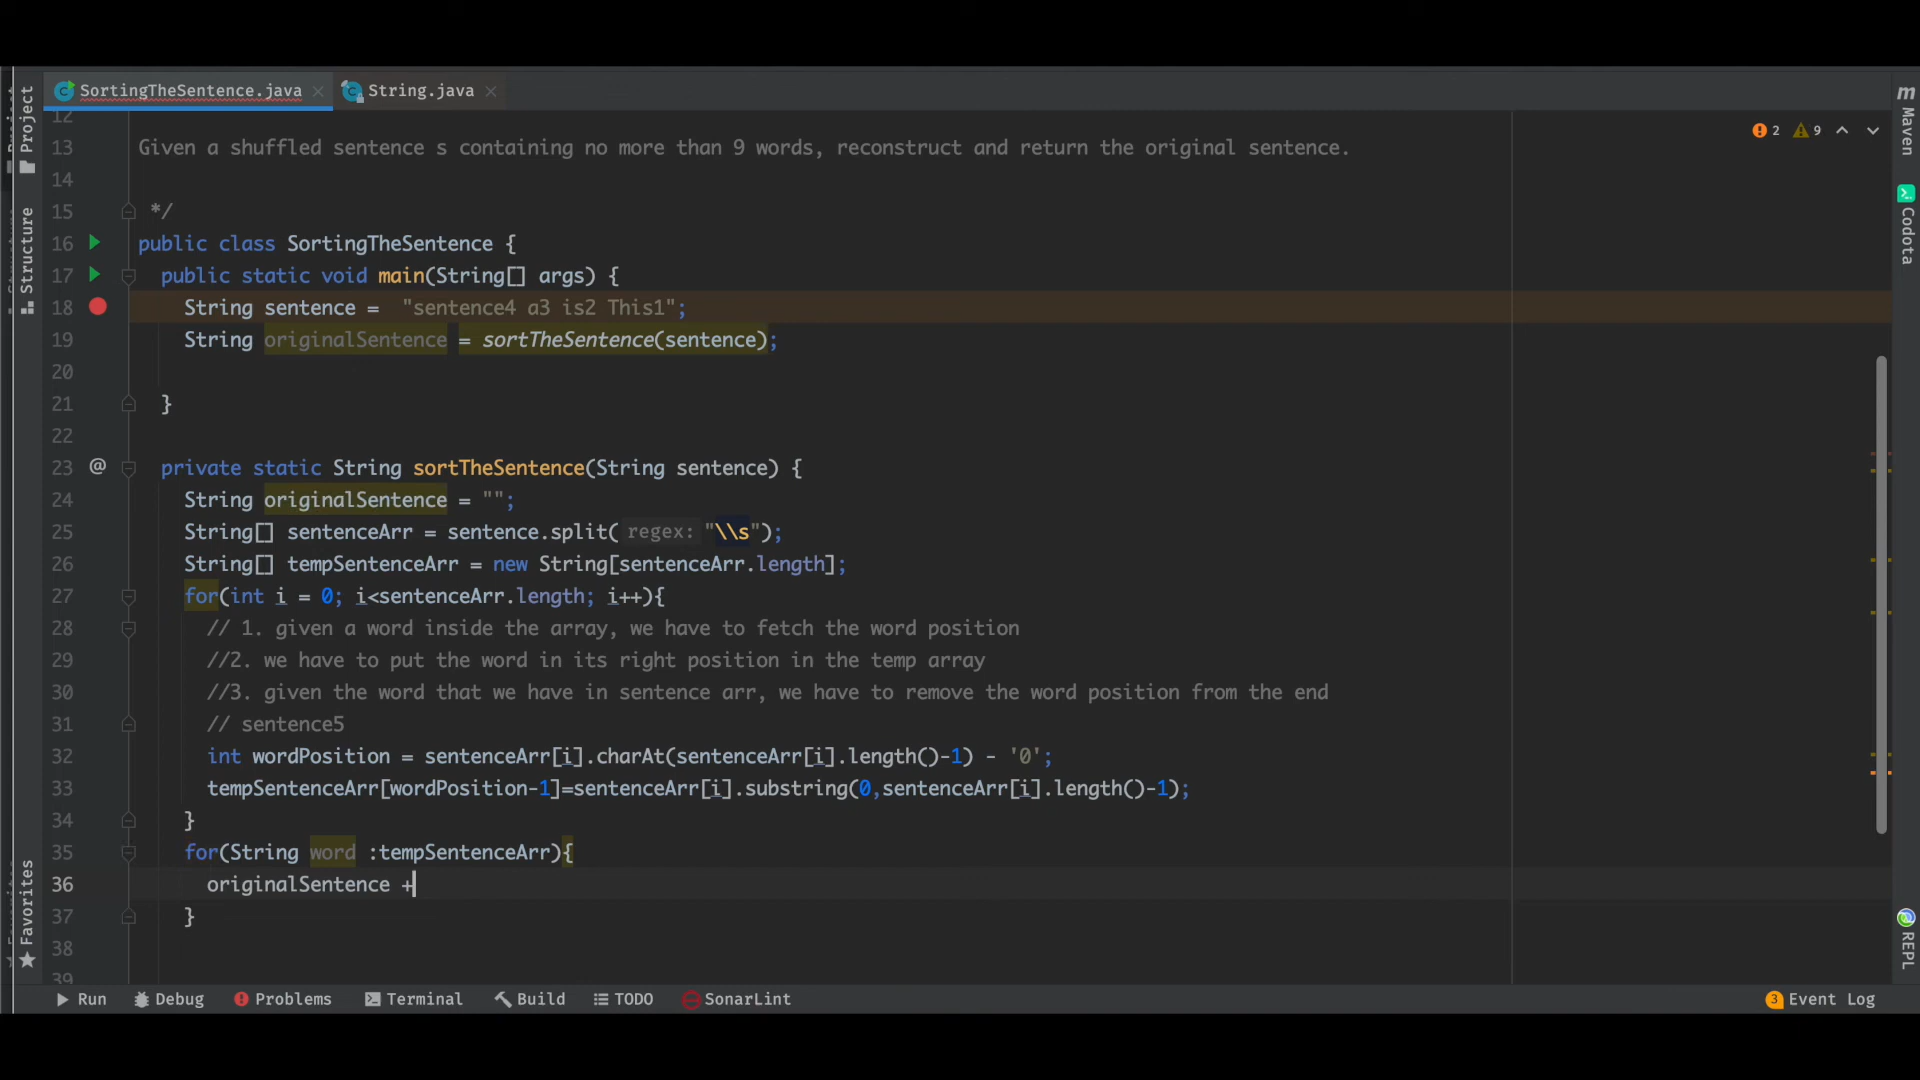 SortingTheSentence.java
String.java
Project
Structure
Favorites
Maven
Codota
REPL
2 9
12
13 Given a shuffled sentence s containing no more than 9 words, reconstruct and return the original sentence.
14
15 */
16 public class SortingTheSentence {
17 public static void main(String[] args) {
18 String sentence = "sentence4 a3 is2 This1";
19 String originalSentence = sortTheSentence(sentence);
20
21 }
22
23 @ private static String sortTheSentence(String sentence) {
24 String originalSentence = "";
25 String[] sentenceArr = sentence.split( regex: "\\s");
26 String[] tempSentenceArr = new String[sentenceArr.length];
27 for(int i = 0; i<sentenceArr.length; i++){
28 // 1. given a word inside the array, we have to fetch the word position
29 //2. we have to put the word in its right position in the temp array
30 //3. given the word that we have in sentence arr, we have to remove the word position from the end
31 // sentence5
32 int wordPosition = sentenceArr[i].charAt(sentenceArr[i].length()-1) - '0';
33 tempSentenceArr[wordPosition-1]=sentenceArr[i].substring(0,sentenceArr[i].length()-1);
34 }
35 for(String word :tempSentenceArr){
36 originalSentence +
37 }
38
39
Run Debug Problems Terminal Build TODO SonarLint 3 Event Log